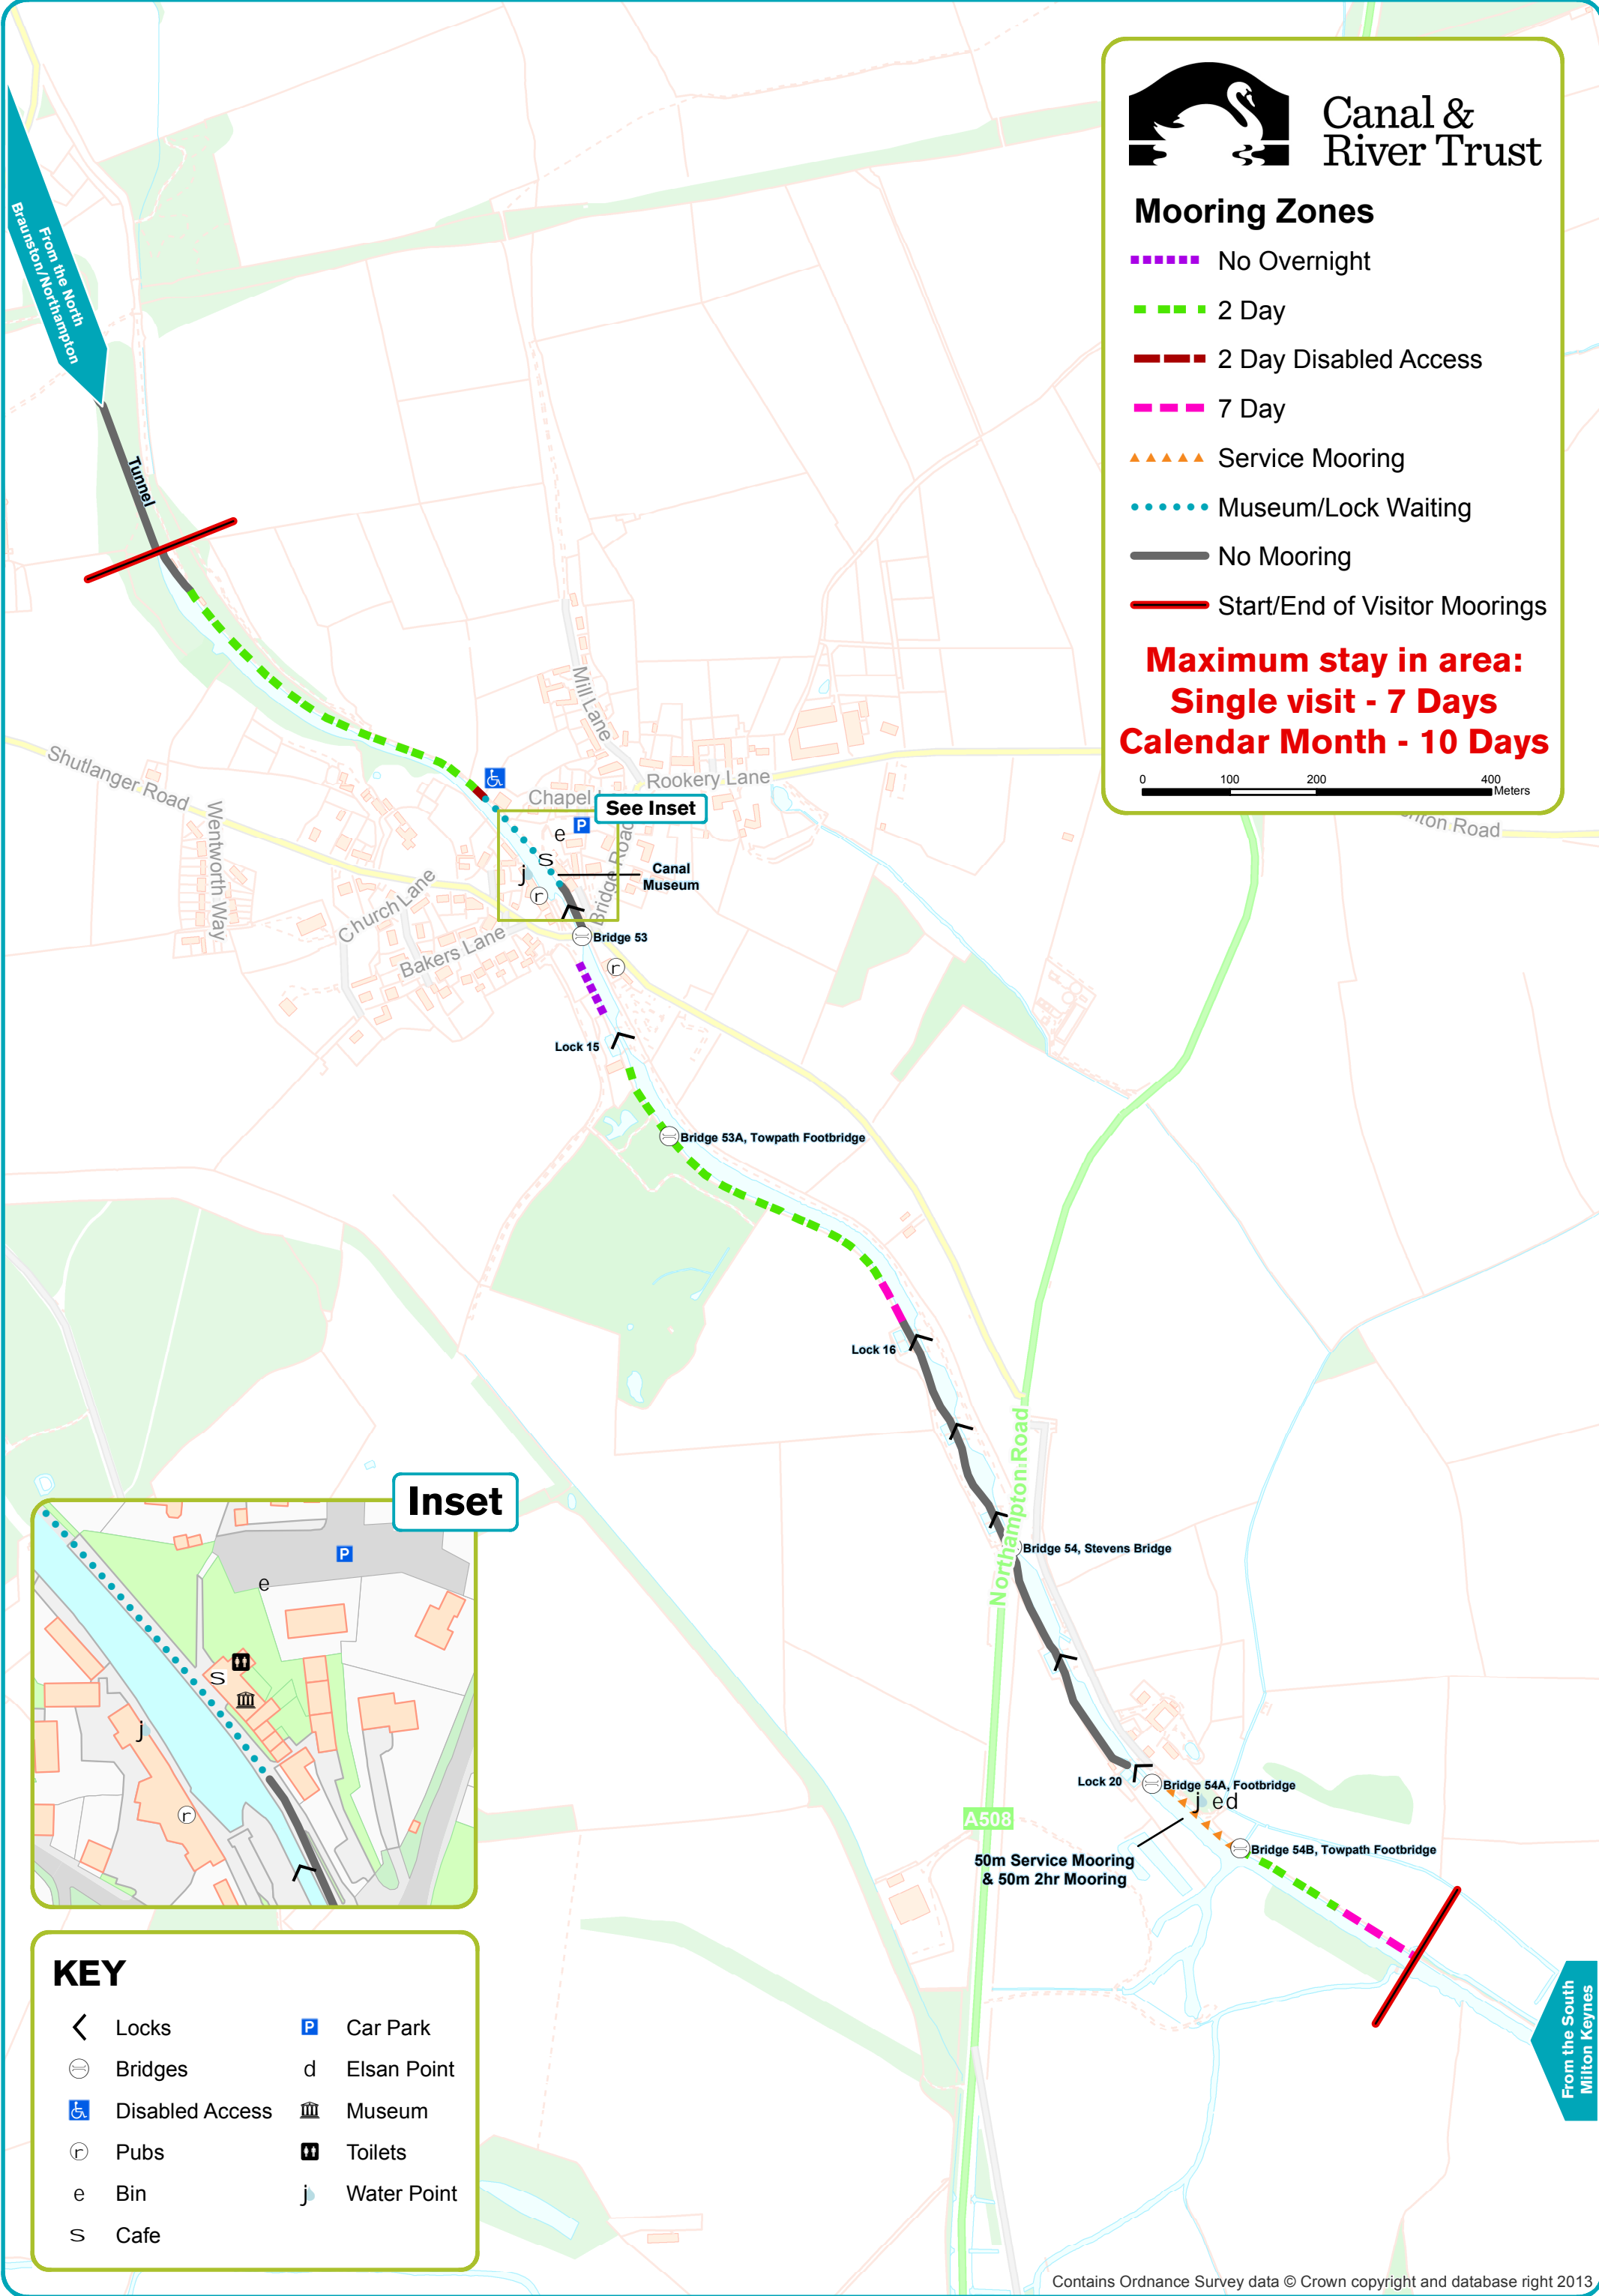 Canal &
River Trust
Mooring Zones
No Overnight
2 Day
2 Day Disabled Access
7 Day
Service Mooring
Museum/Lock Waiting
No Mooring
Start/End of Visitor Moorings
Maximum stay in area:
Single visit - 7 Days
Calendar Month - 10 Days
0 100 200 400
Meters
From the North
Braunston/Northampton
Tunnel
Mill Lane
Shutlanger Road
Rookery Lane
Chapel
See Inset
Wentworth Way
e P
S
j
r
Canal
Museum
Bridge Road
Church Lane
Bakers Lane
Bridge 53
r
Lock 15
Bridge 53A, Towpath Footbridge
Lock 16
Northampton Road
Bridge 54, Stevens Bridge
Lock 20
Bridge 54A, Footbridge
j ed
A508
50m Service Mooring
& 50m 2hr Mooring
Bridge 54B, Towpath Footbridge
From the South
Milton Keynes
Inset
P
e
S
j
r
KEY
Locks
P Car Park
Bridges
d Elsan Point
Disabled Access
Museum
r Pubs
Toilets
e Bin
j Water Point
S Cafe
Contains Ordnance Survey data © Crown copyright and database right 2013